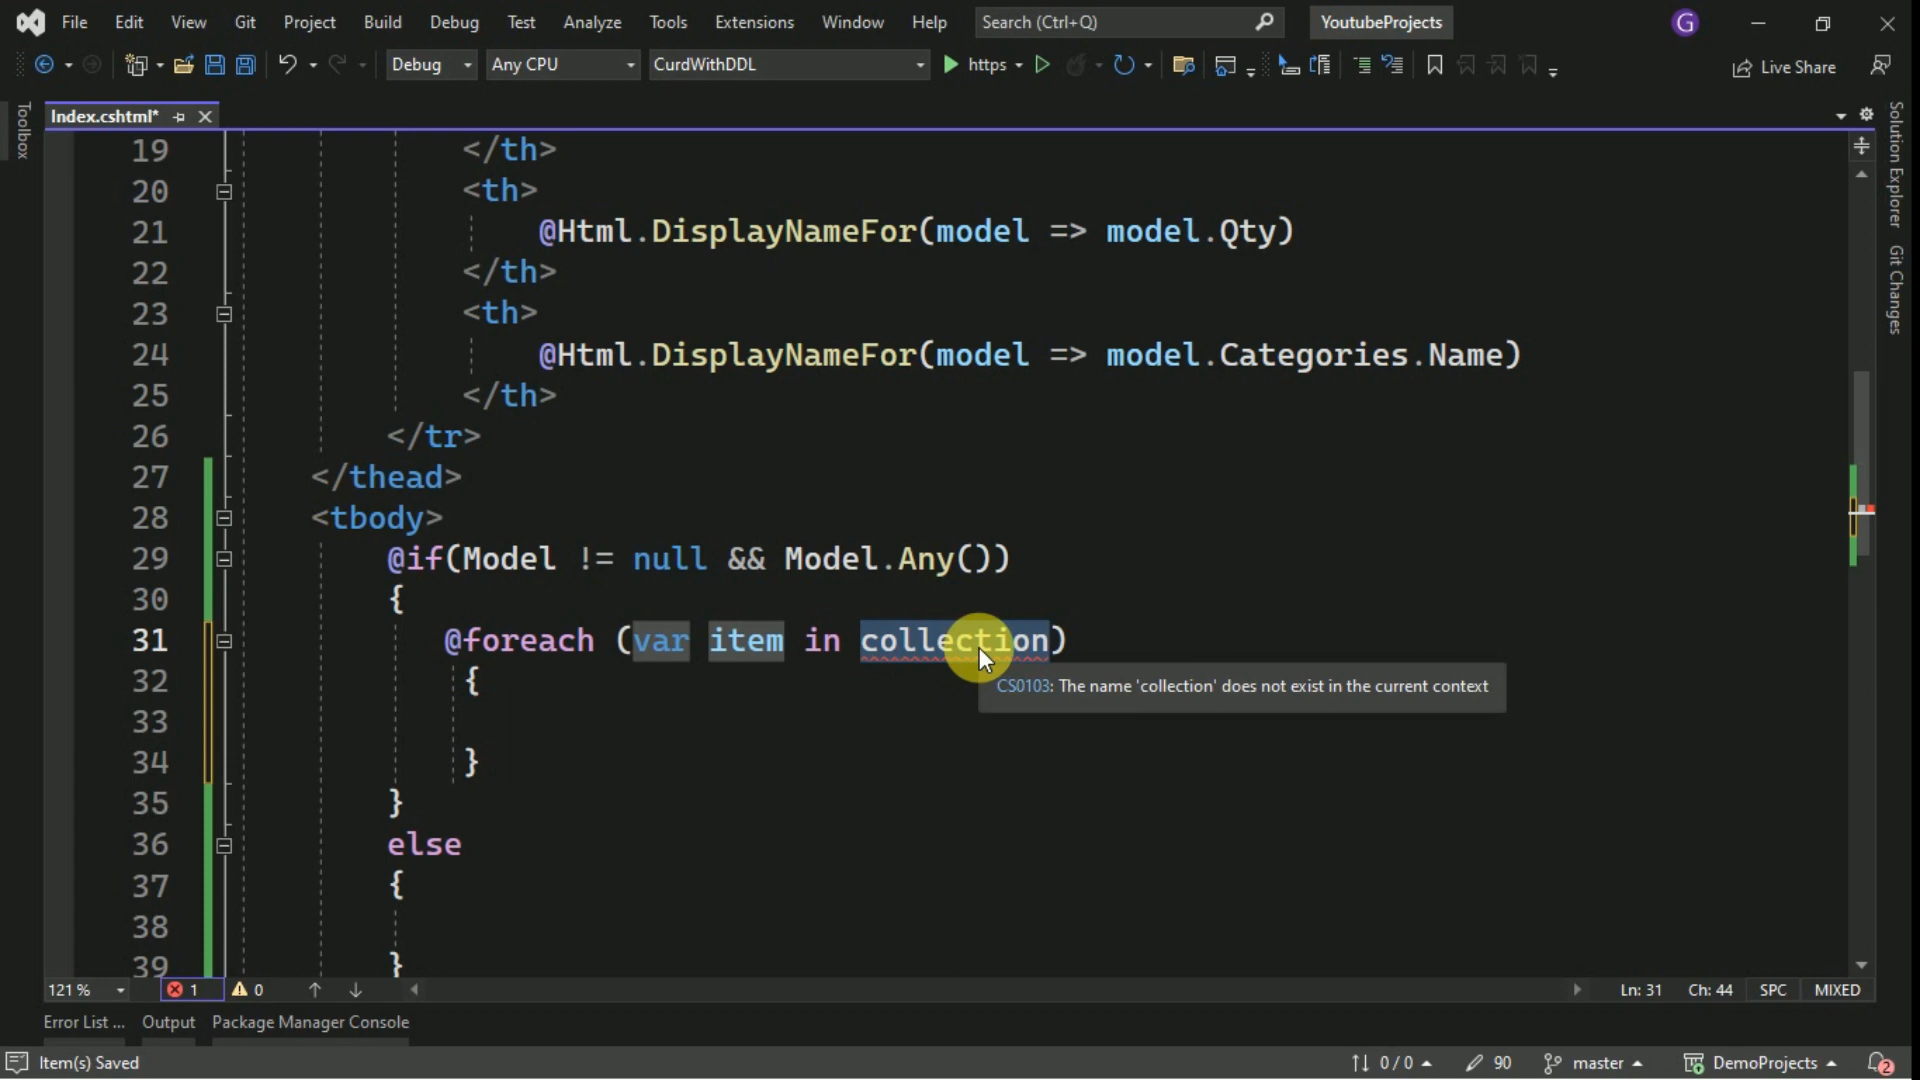 File Edit View Git Project Build Debug Test Analyze Tools Extensions Window Help Search (Ctrl+Q) YoutubeProjects G
Debug Any CPU CurdWithDDL https Live Share
Index.cshtml*
Toolbox
Solution Explorer
Git Changes
19 </th>
20 <th>
21 @Html.DisplayNameFor(model => model.Qty)
22 </th>
23 <th>
24 @Html.DisplayNameFor(model => model.Categories.Name)
25 </th>
26 </tr>
27 </thead>
28 <tbody>
29 @if(Model != null && Model.Any())
30 {
31 @foreach (var item in collection)
CS0103: The name 'collection' does not exist in the current context
32 {
33
34 }
35 }
36 else
37 {
38
39 }
121 % 1 0 Ln: 31 Ch: 44 SPC MIXED
Error List ... Output Package Manager Console
Item(s) Saved 0 / 0 90 master DemoProjects 2